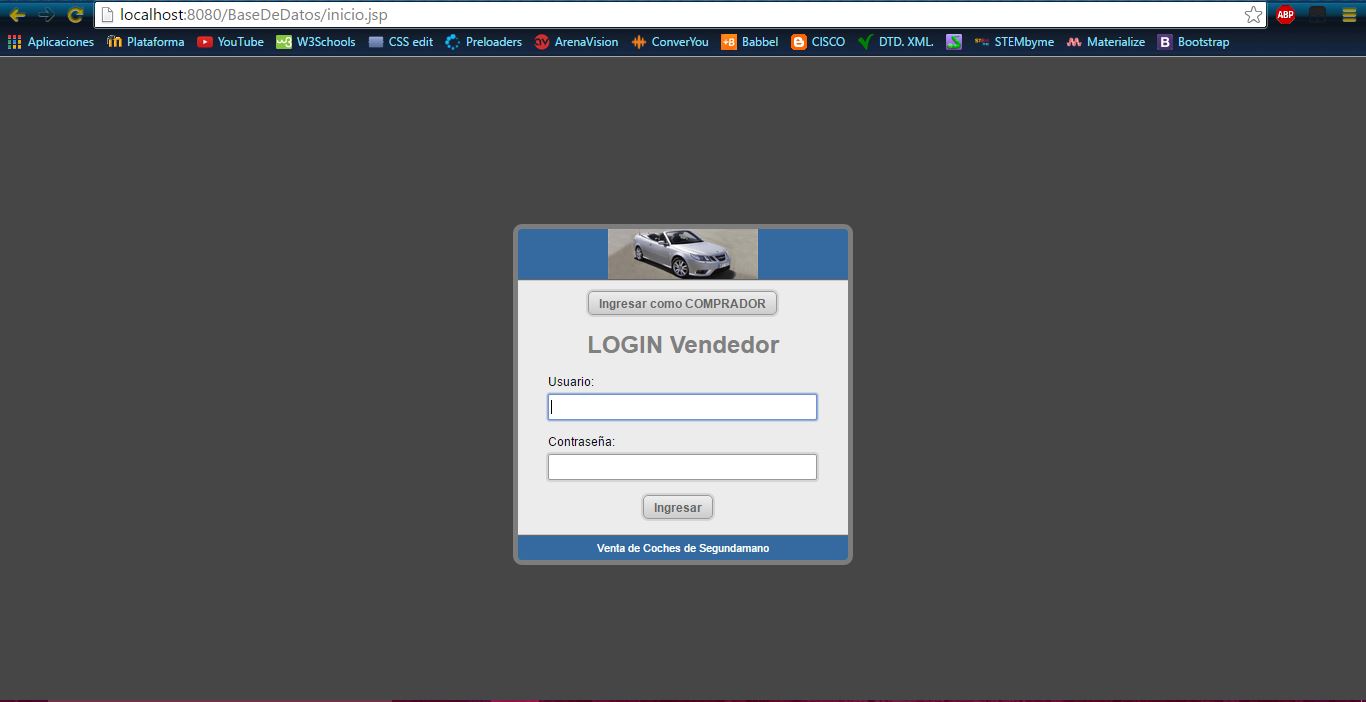 localhost:8080/BaseDeDatos/inicio.jsp
ABP
Aplicaciones Plataforma YouTube W3Schools CSS edit Preloaders ArenaVision ConverYou +B Babbel CISCO DTD. XML. STEMbyme Materialize B Bootstrap
Ingresar como COMPRADOR
LOGIN Vendedor
Usuario:
Contraseña:
Ingresar
Venta de Coches de Segundamano